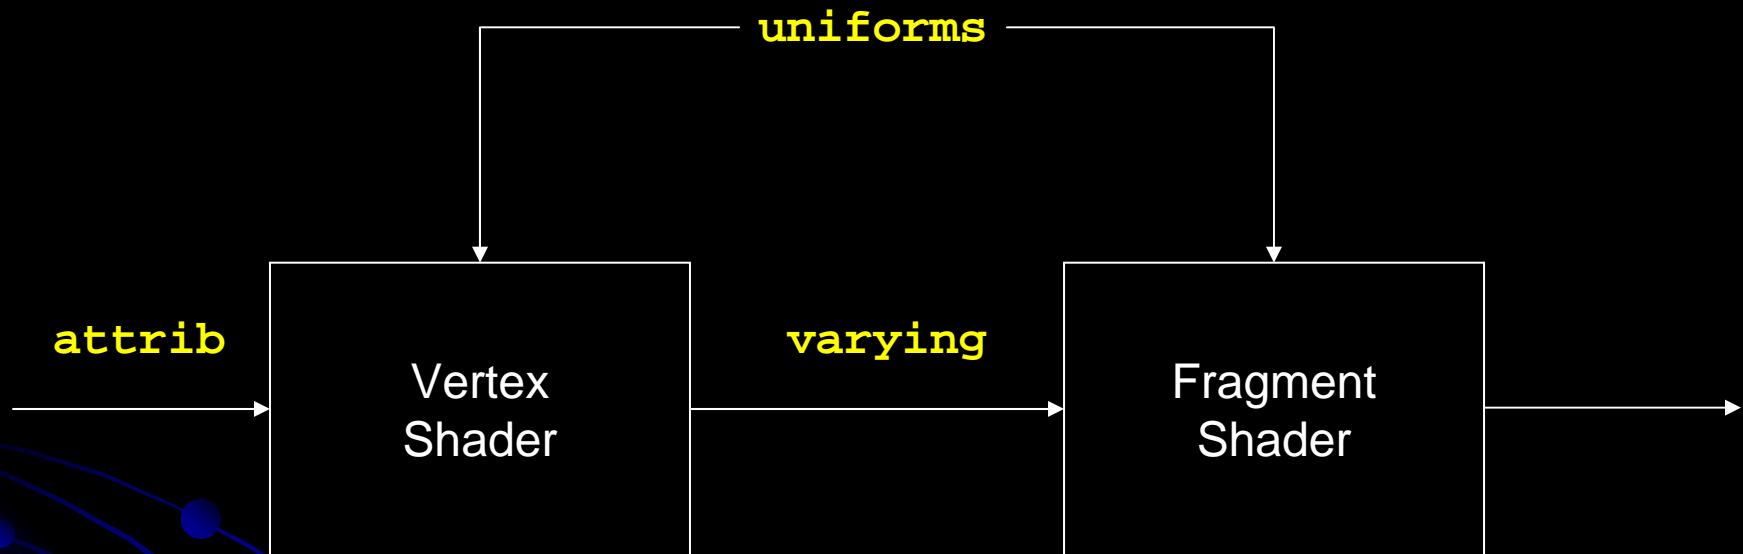 uniforms
attrib
varying
Vertex
Shader
Fragment
Shader